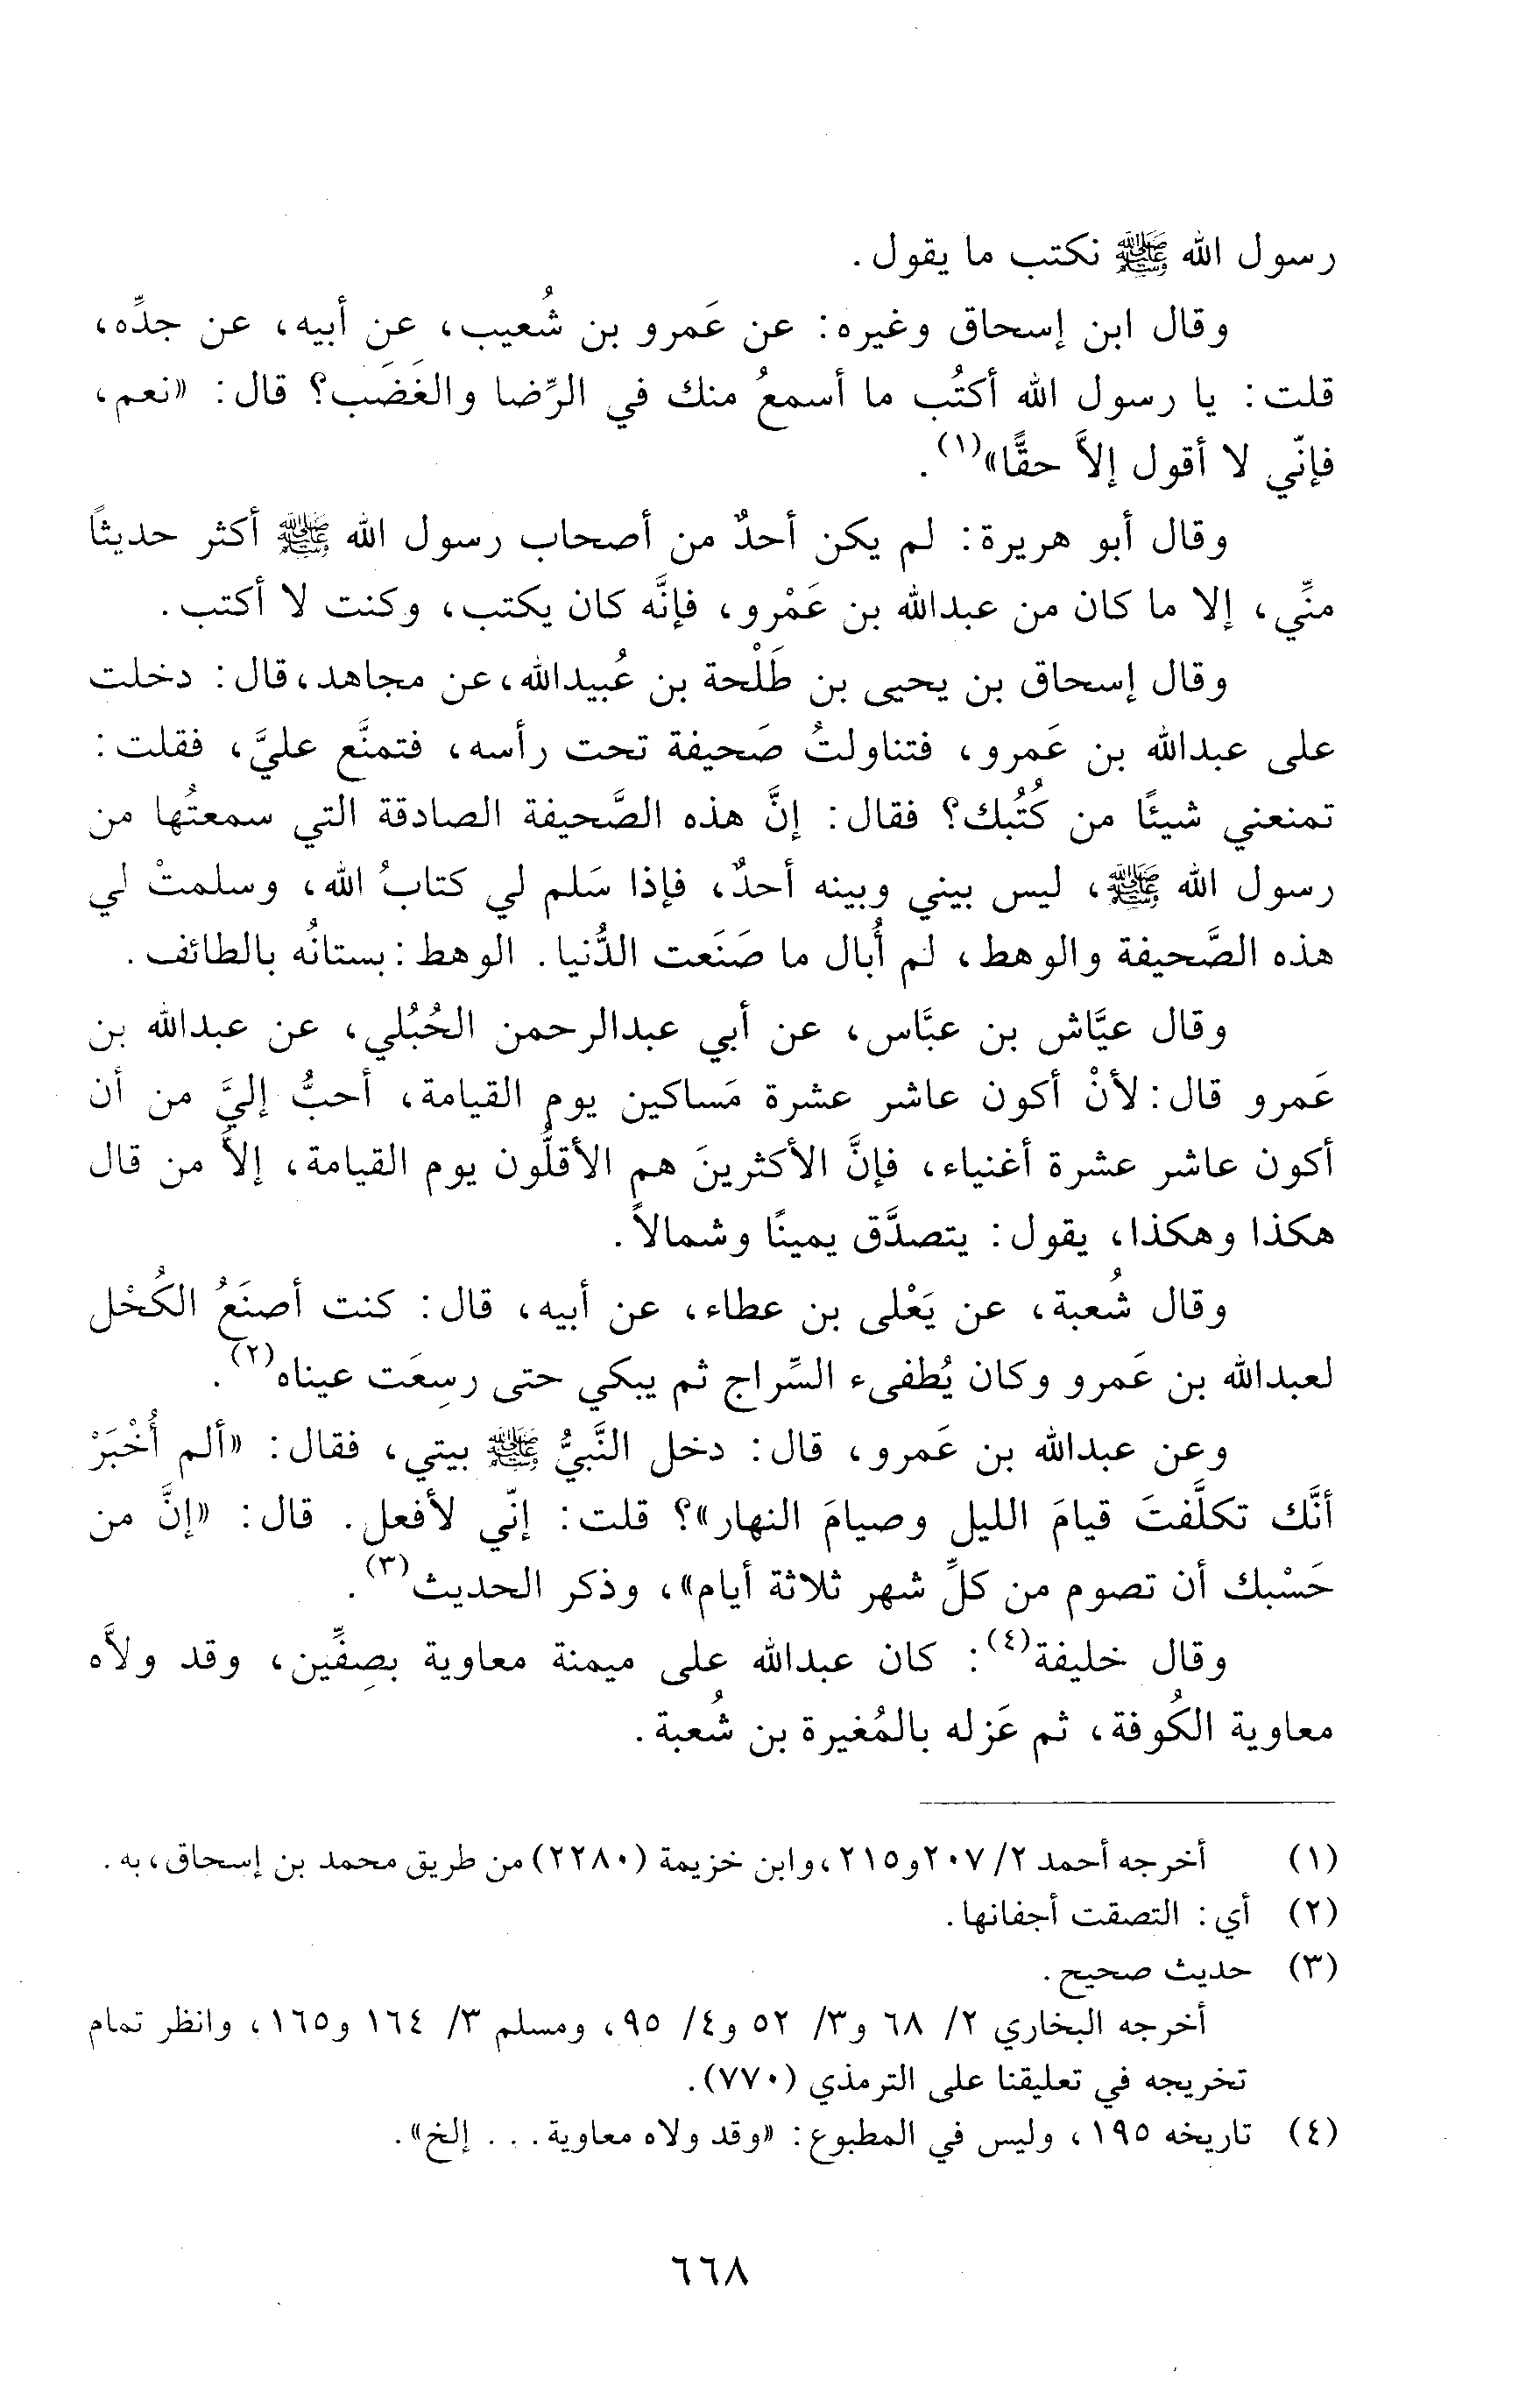 رسول الله ﷺ نكتب ما يقول.
وقال ابن إسحاق وغيره: عن عَمرو بن شُعيب، عن أبيه، عن جدِّه،
قلت: يا رسول الله أكتُب ما أسمعُ منك في الرِّضا والغَضَب؟ قال: «نعم،
فإنّي لا أقول إلاَّ حقًّا»(١).
وقال أبو هريرة: لم يكن أحدٌ من أصحاب رسول الله ﷺ أكثر حديثًا
منِّي، إلا ما كان من عبدالله بن عَمْرو، فإنَّه كان يكتب، وكنت لا أكتب.
وقال إسحاق بن يحيى بن طَلْحة بن عُبيدالله، عن مجاهد، قال: دخلت
على عبدالله بن عَمرو، فتناولتُ صَحيفة تحت رأسه، فتمنَّع عليَّ، فقلت:
تمنعني شيئًا من كُتُبك؟ فقال: إنَّ هذه الصَّحيفة الصادقة التي سمعتُها من
رسول الله ﷺ، ليس بيني وبينه أحدٌ، فإذا سَلم لي كتابُ الله، وسلمتْ لي
هذه الصَّحيفة والوهط، لم أُبال ما صَنَعت الدُّنيا. الوهط: بستانُه بالطائف.
وقال عيَّاش بن عبَّاس، عن أبي عبدالرحمن الحُبُلي، عن عبدالله بن
عَمرو قال: لأنْ أكون عاشر عشرة مَساكين يوم القيامة، أحبُّ إليَّ من أن
أكون عاشر عشرة أغنياء، فإنَّ الأكثرينَ هم الأقلُّون يوم القيامة، إلاَّ من قال
هكذا وهكذا، يقول: يتصدَّق يمينًا وشمالاً.
وقال شُعبة، عن يَعْلى بن عطاء، عن أبيه، قال: كنت أصنَعُ الكُحْل
لعبدالله بن عَمرو وكان يُطفىء السِّراج ثم يبكي حتى رسِعَت عيناه(٢).
وعن عبدالله بن عَمرو، قال: دخل النَّبيُّ ﷺ بيتي، فقال: «ألم أُخْبَرْ
أنَّك تكلَّفتَ قيامَ الليل وصيامَ النهار»؟ قلت: إنّي لأفعل. قال: «إنَّ من
حَسْبك أن تصوم من كلِّ شهر ثلاثة أيام»، وذكر الحديث(٣).
وقال خليفة(٤): كان عبدالله على ميمنة معاوية بصِفِّين، وقد ولاَّه
معاوية الكُوفة، ثم عَزله بالمُغيرة بن شُعبة.
(١) أخرجه أحمد ٢/ ٢٠٧ و٢١٥، وابن خزيمة (٢٢٨٠) من طريق محمد بن إسحاق، به.
(٢) أي: التصقت أجفانها.
(٣) حديث صحيح.
أخرجه البخاري ٢/ ٦٨ و٣/ ٥٢ و٤/ ٩٥، ومسلم ٣/ ١٦٤ و١٦٥، وانظر تمام
تخريجه في تعليقنا على الترمذي (٧٧٠).
(٤) تاريخه ١٩٥، وليس في المطبوع: «وقد ولاه معاوية... إلخ».
٦٦٨